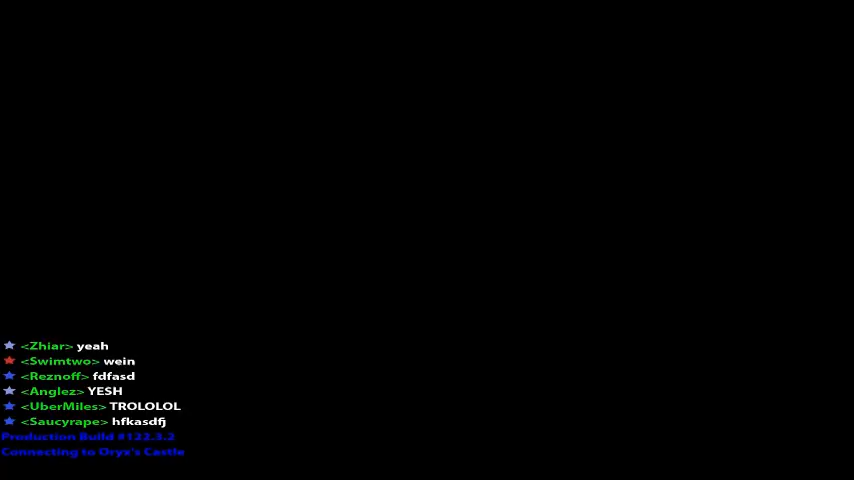 <Zhiar> yeah
<Swimtwo> wein
<Reznoff> fdfasd
<Anglez> YESH
<UberMiles> TROLOLOL
<Saucyrape> hfkasdfj
Production Build #122.3.2
Connecting to Oryx's Castle